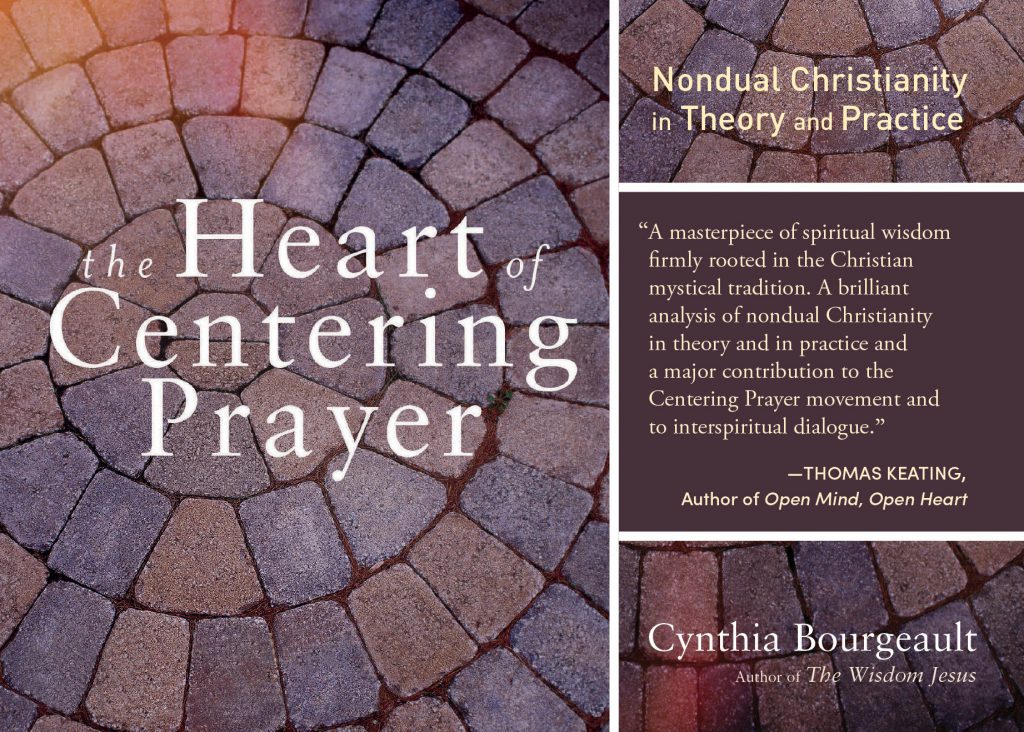 the Heart of
Centering
Prayer
Nondual Christianity
in Theory and Practice
“A masterpiece of spiritual wisdom
firmly rooted in the Christian
mystical tradition. A brilliant
analysis of nondual Christianity
in theory and in practice and
a major contribution to the
Centering Prayer movement and
to interspiritual dialogue.”
—THOMAS KEATING,
Author of Open Mind, Open Heart
Cynthia Bourgeault
Author of The Wisdom Jesus